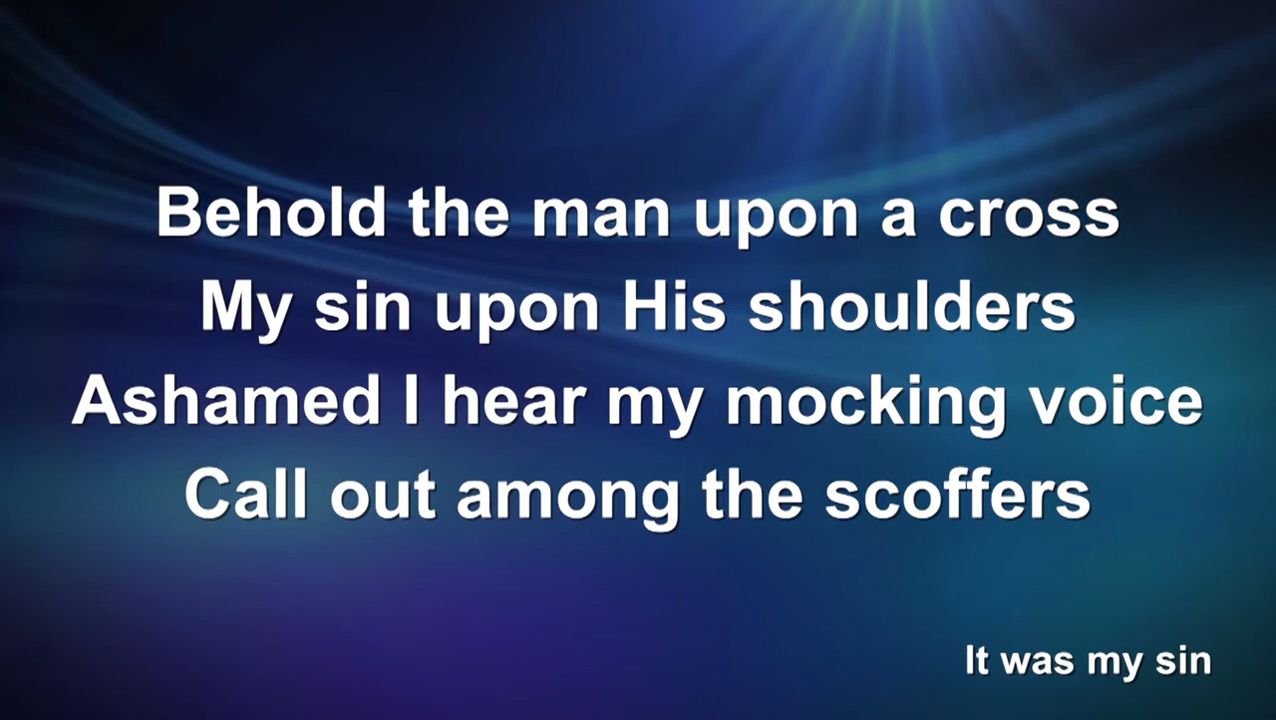 Behold the man upon a cross
My sin upon His shoulders
Ashamed I hear my mocking voice
Call out among the scoffers
It was my sin